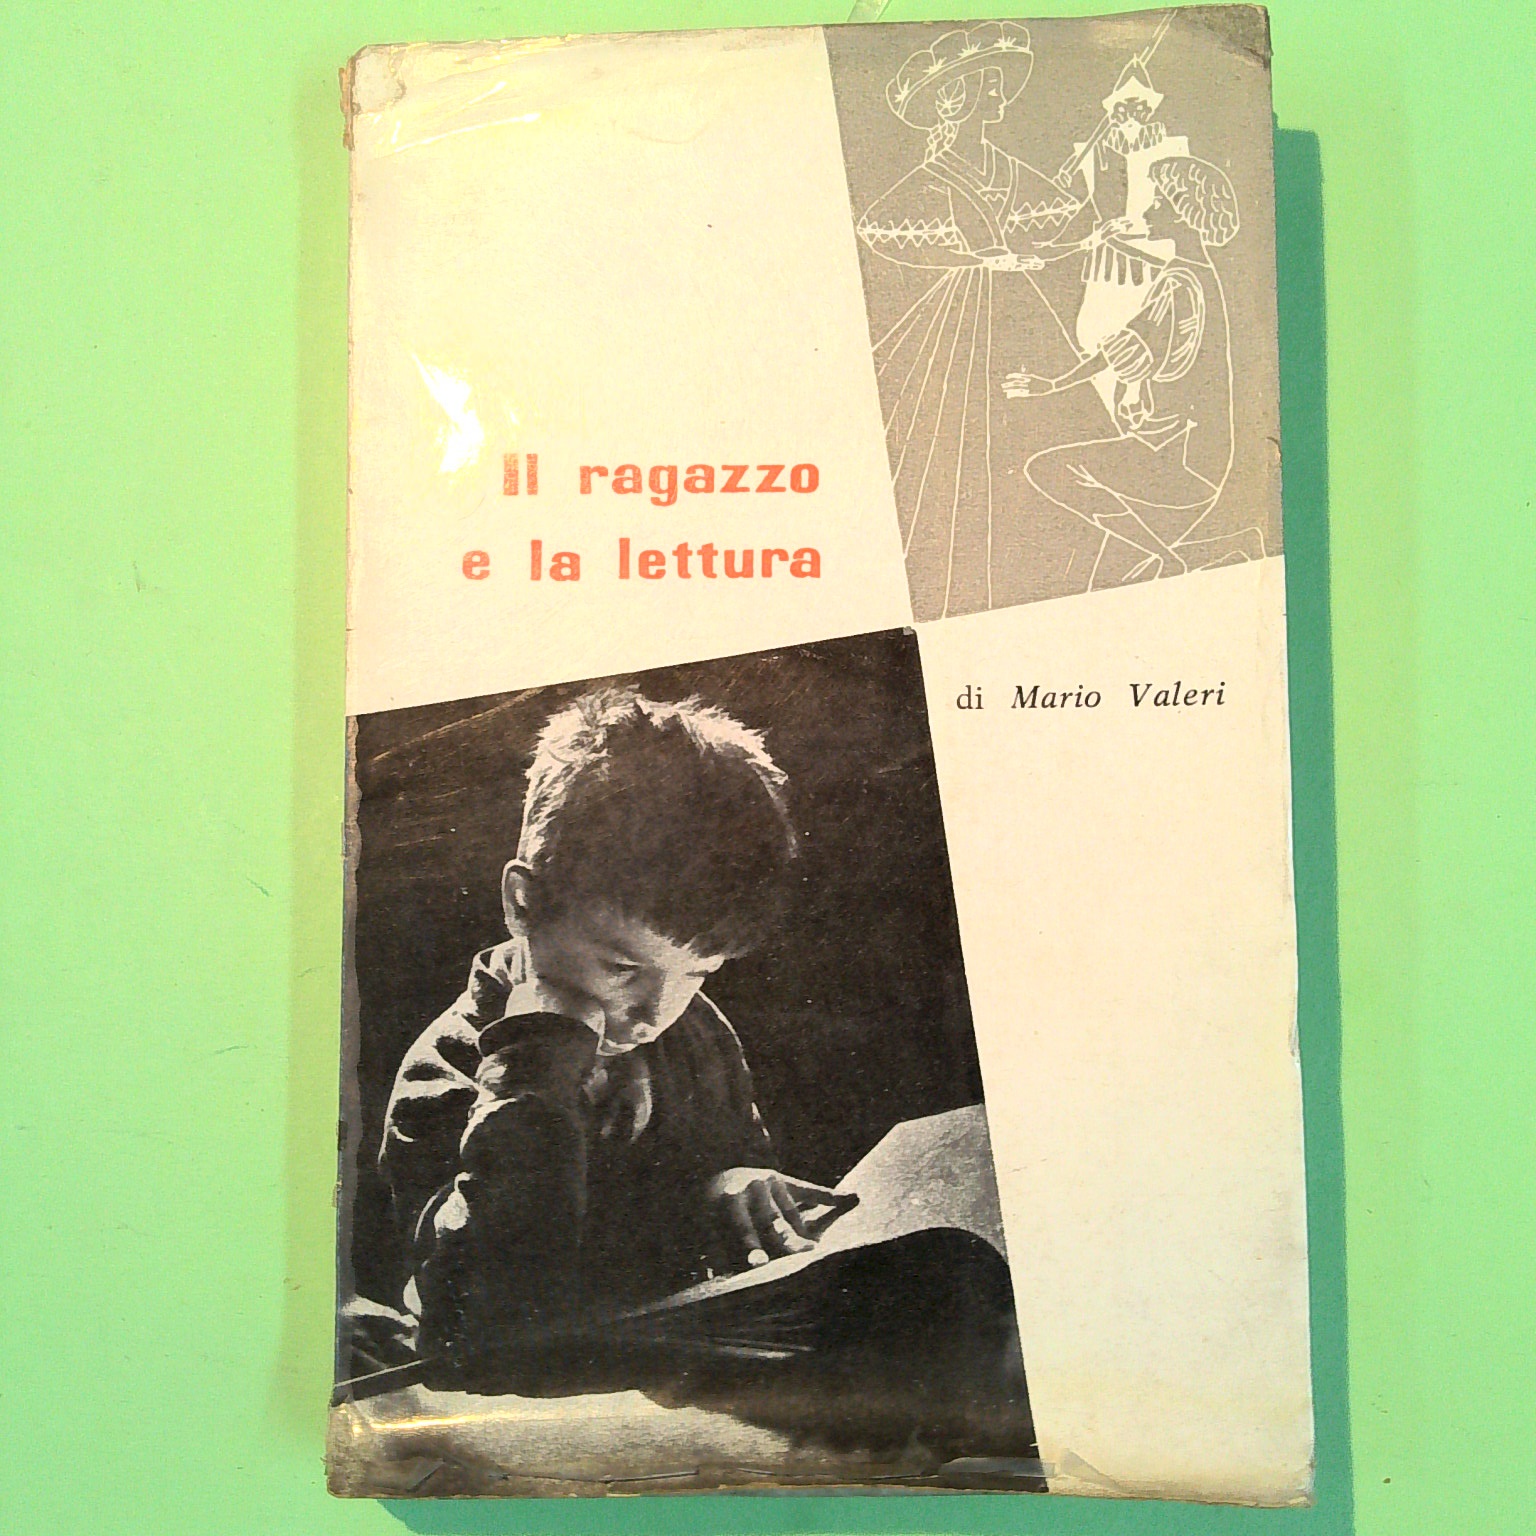 Il ragazzo
e la lettura
di Mario Valeri